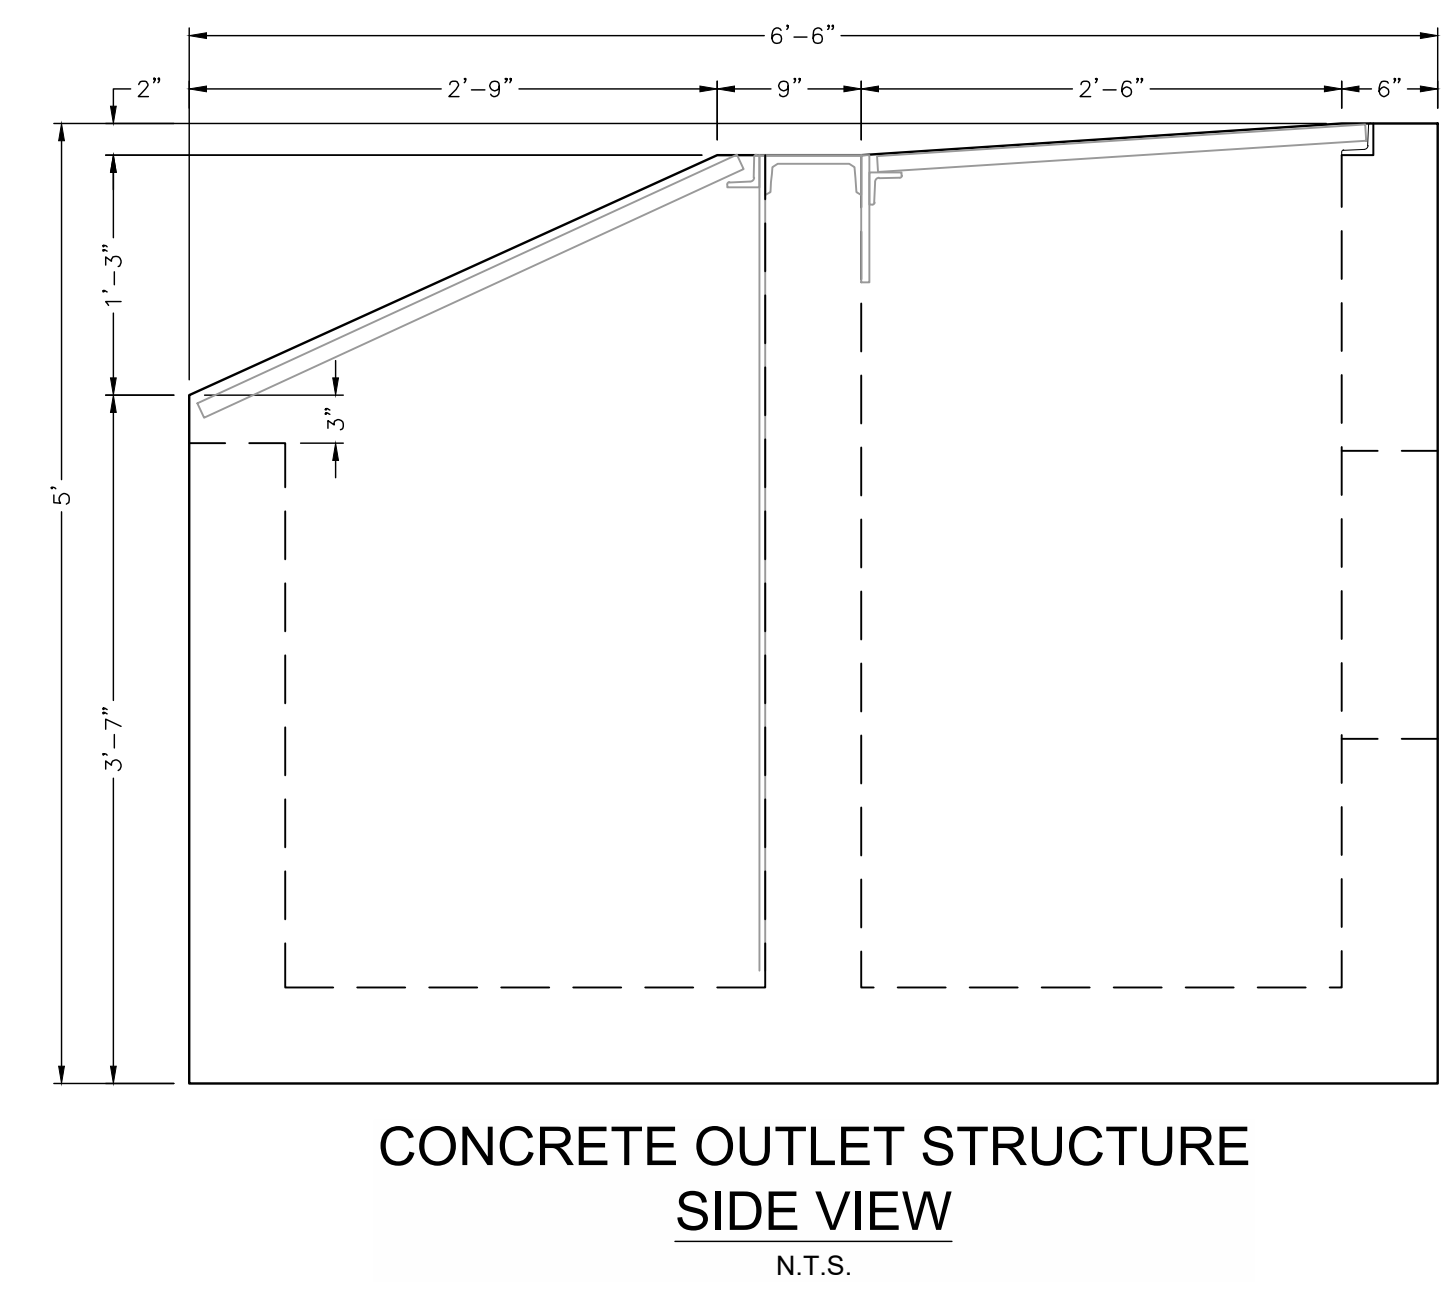 6'-6"
2" 2'-9" 9" 2'-6" 6"
1'-3"
3"
5'
3'-7"
CONCRETE OUTLET STRUCTURE
SIDE VIEW
N.T.S.